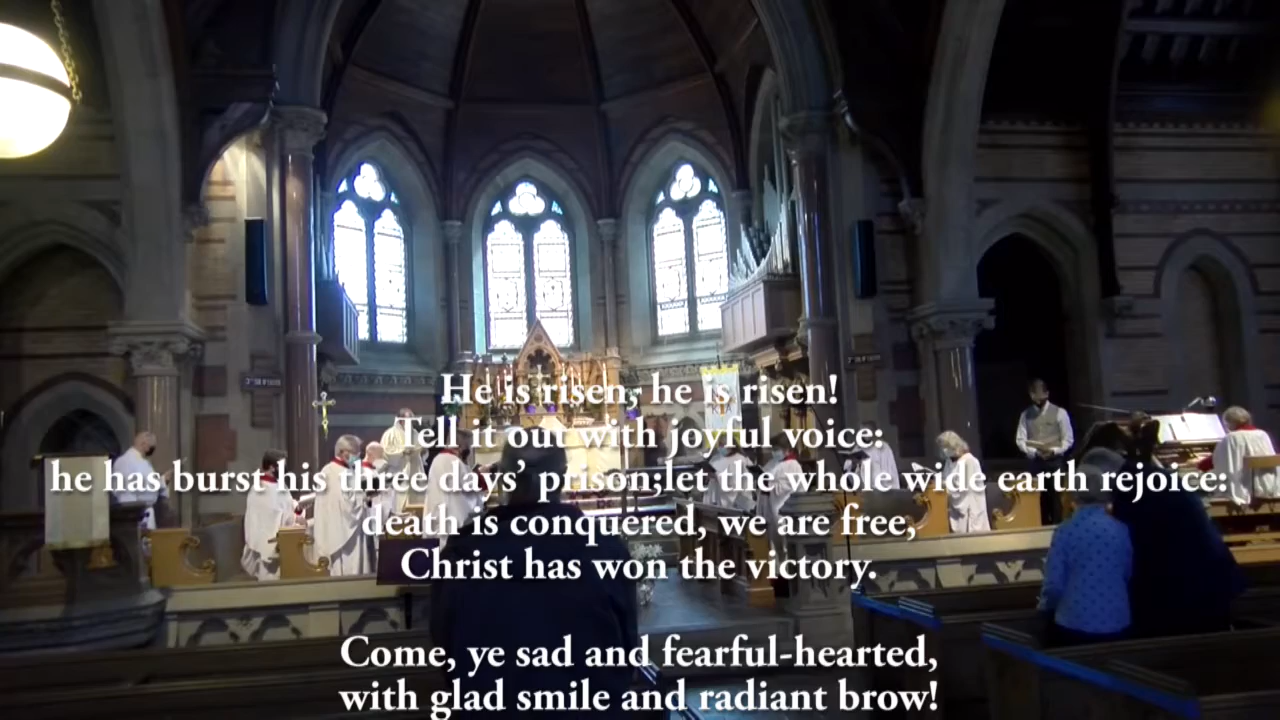 He is risen, he is risen!
Tell it out with joyful voice:
he has burst his three days’ prison;let the whole wide earth rejoice:
death is conquered, we are free,
Christ has won the victory.
Come, ye sad and fearful-hearted,
with glad smile and radiant brow!